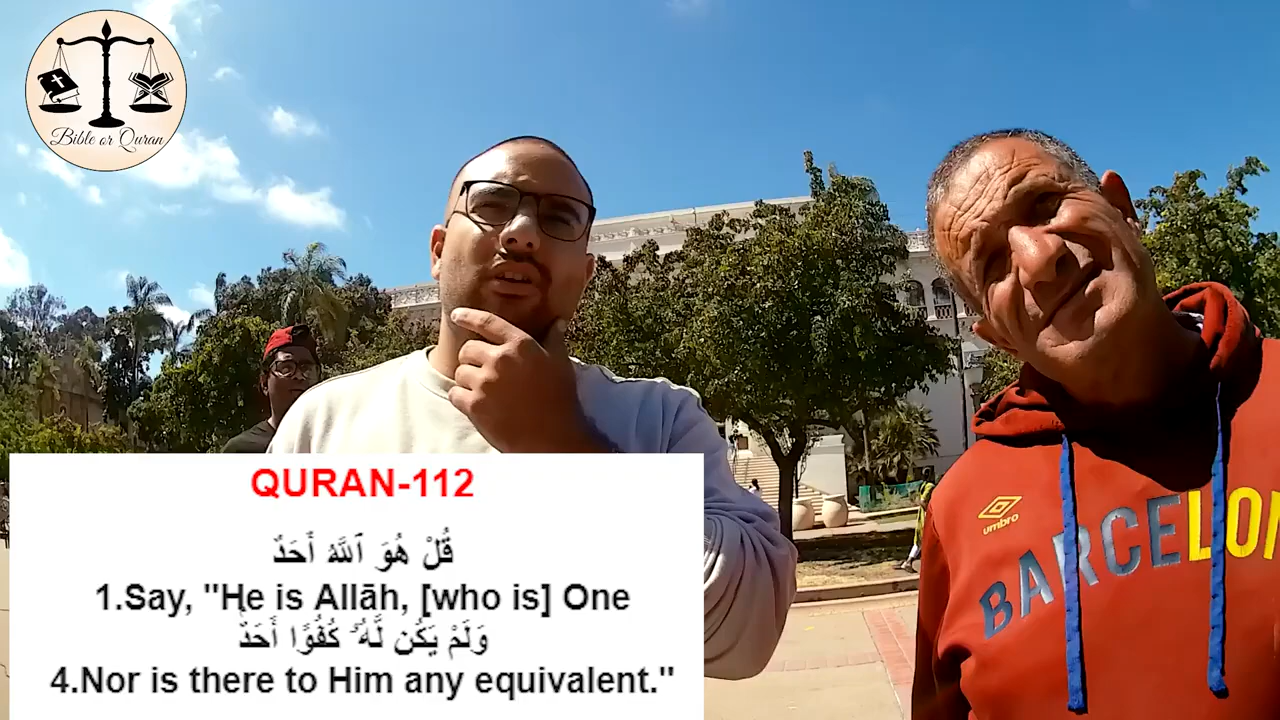 Bible or Quran
QURAN-112
قُلْ هُوَ ٱللَّهُ أَحَدٌ
1.Say, "He is Allāh, [who is] One
وَلَمْ يَكُن لَّهُۥ كُفُوًا أَحَدٌۢ
4.Nor is there to Him any equivalent."
umbro
BARCELON